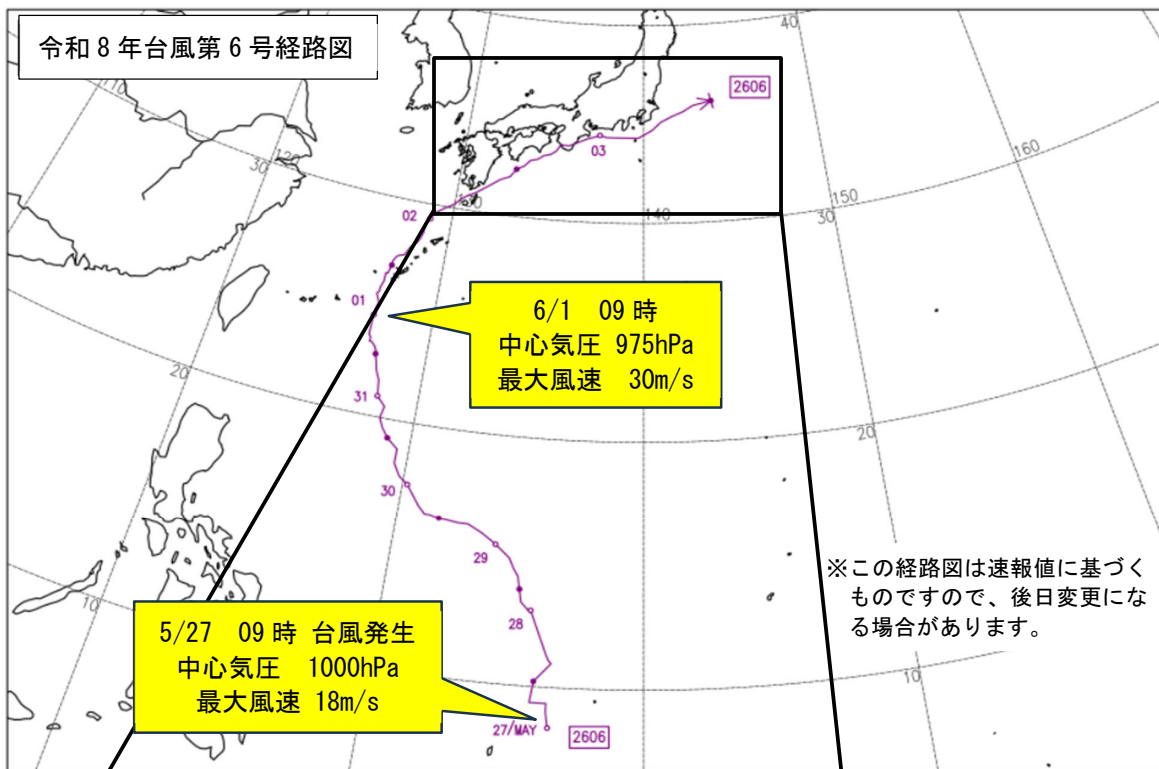 令和8年台風第6号経路図
2606
40
110
30
160
03
150
130
140
30
02
01
6/1 09時
中心気圧 975hPa
最大風速 30m/s
20
31
20
30
29
※この経路図は速報値に基づく
ものですので、後日変更にな
る場合があります。
10
28
5/27 09時 台風発生
中心気圧 1000hPa
最大風速 18m/s
10
27/MAY
2606